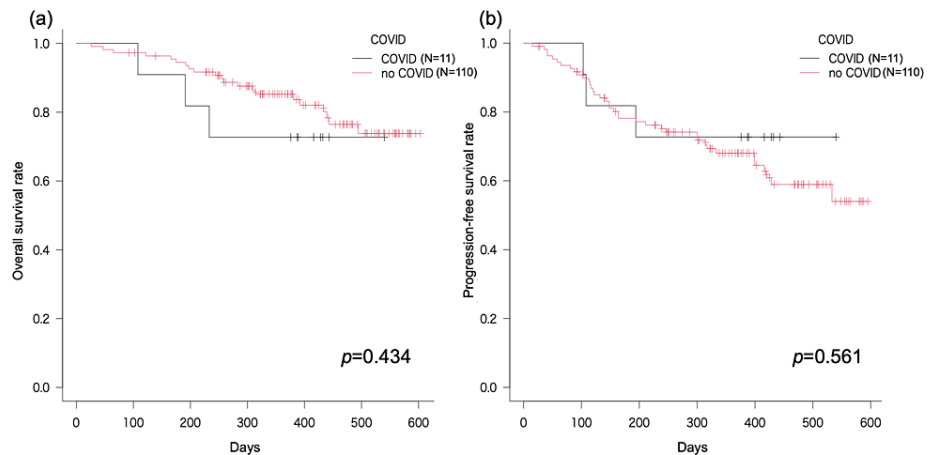 (a)
COVID
COVID (N=11)
no COVID (N=110)
1.0
0.8
0.6
0.4
0.2
0.0
Overall survival rate
p=0.434
0 100 200 300 400 500 600
Days
(b)
COVID
COVID (N=11)
no COVID (N=110)
1.0
0.8
0.6
0.4
0.2
0.0
Progression-free survival rate
p=0.561
0 100 200 300 400 500 600
Days